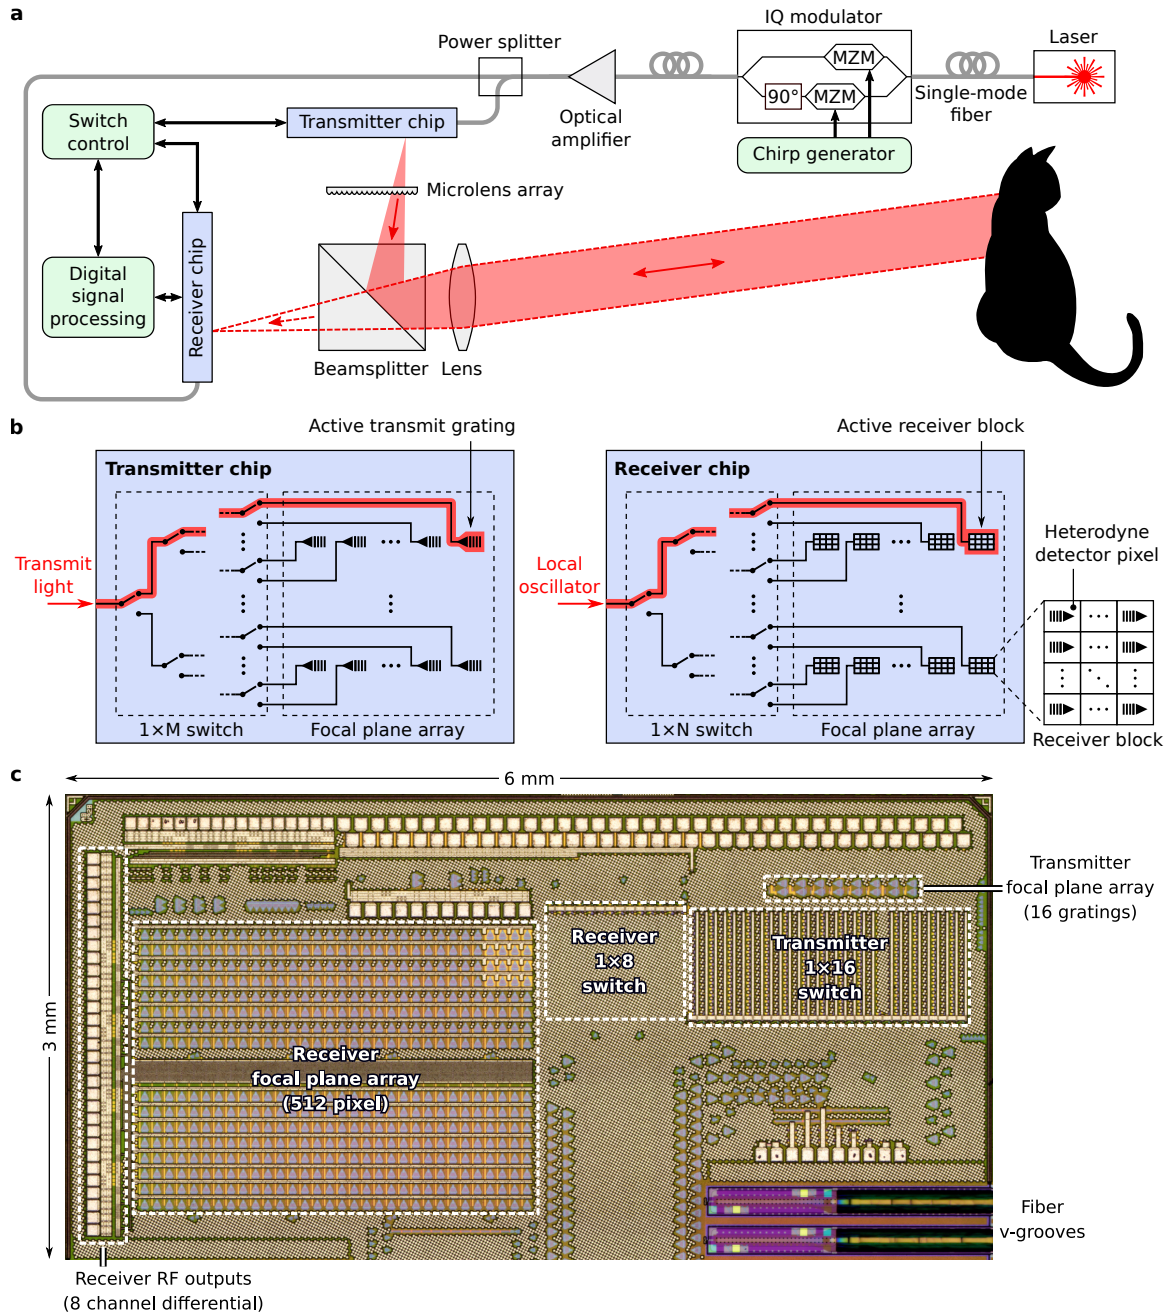 a
IQ modulator
Power splitter
Laser
MZM
90°
MZM
Single-mode
fiber
Optical
amplifier
Chirp generator
Switch
control
Transmitter chip
Microlens array
Receiver chip
Digital
signal
processing
Beamsplitter
Lens
b
Active transmit grating
Active receiver block
Transmitter chip
Receiver chip
Transmit
light
Local
oscillator
Heterodyne
detector pixel
1×M switch
Focal plane array
1×N switch
Focal plane array
Receiver block
c
6 mm
3 mm
Transmitter
focal plane array
(16 gratings)
Receiver
1×8
switch
Transmitter
1×16
switch
Receiver
focal plane array
(512 pixel)
Fiber
v-grooves
Receiver RF outputs
(8 channel differential)